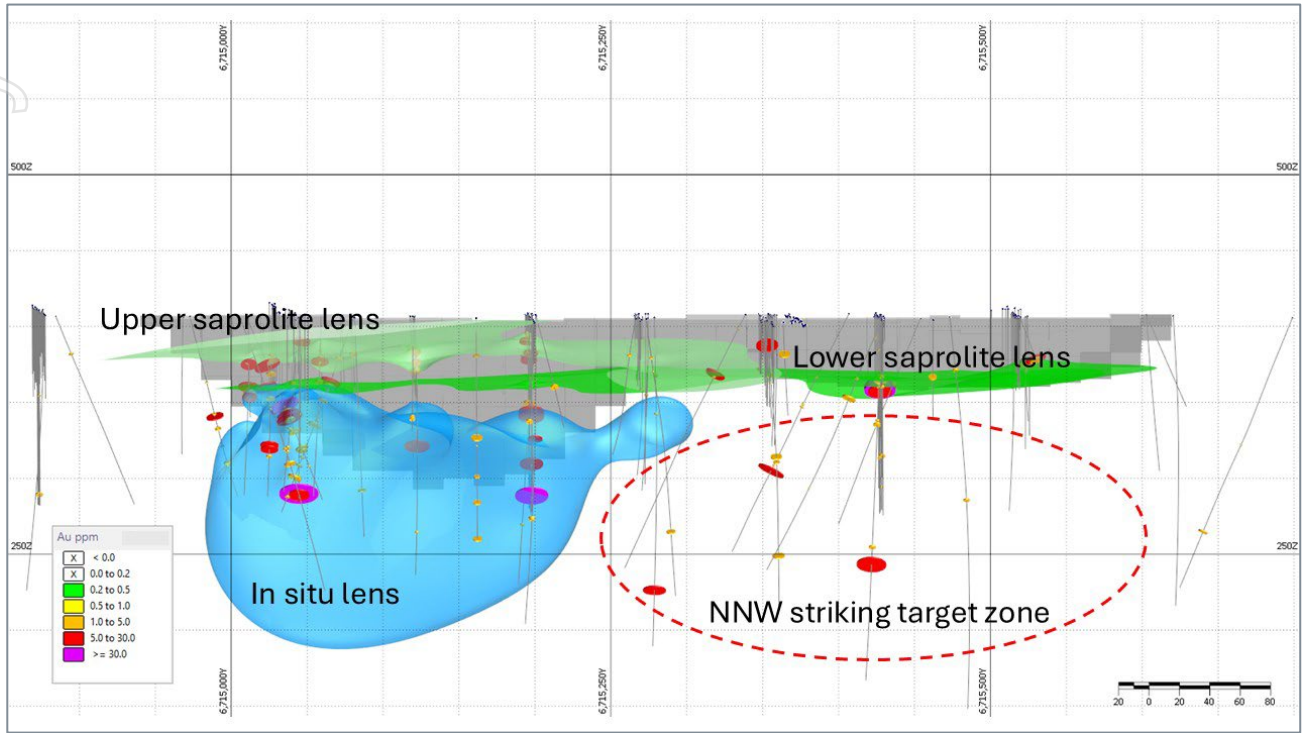 6,715,000Y
6,715,250Y
6,715,500Y
500Z
500Z
Upper saprolite lens
Lower saprolite lens
250Z
250Z
In situ lens
NNW striking target zone
Au ppm
X < 0.0
X 0.0 to 0.2
0.2 to 0.5
0.5 to 1.0
1.0 to 5.0
5.0 to 30.0
>= 30.0
6,715,000Y
6,715,250Y
6,715,500Y
20 0 20 40 60 80